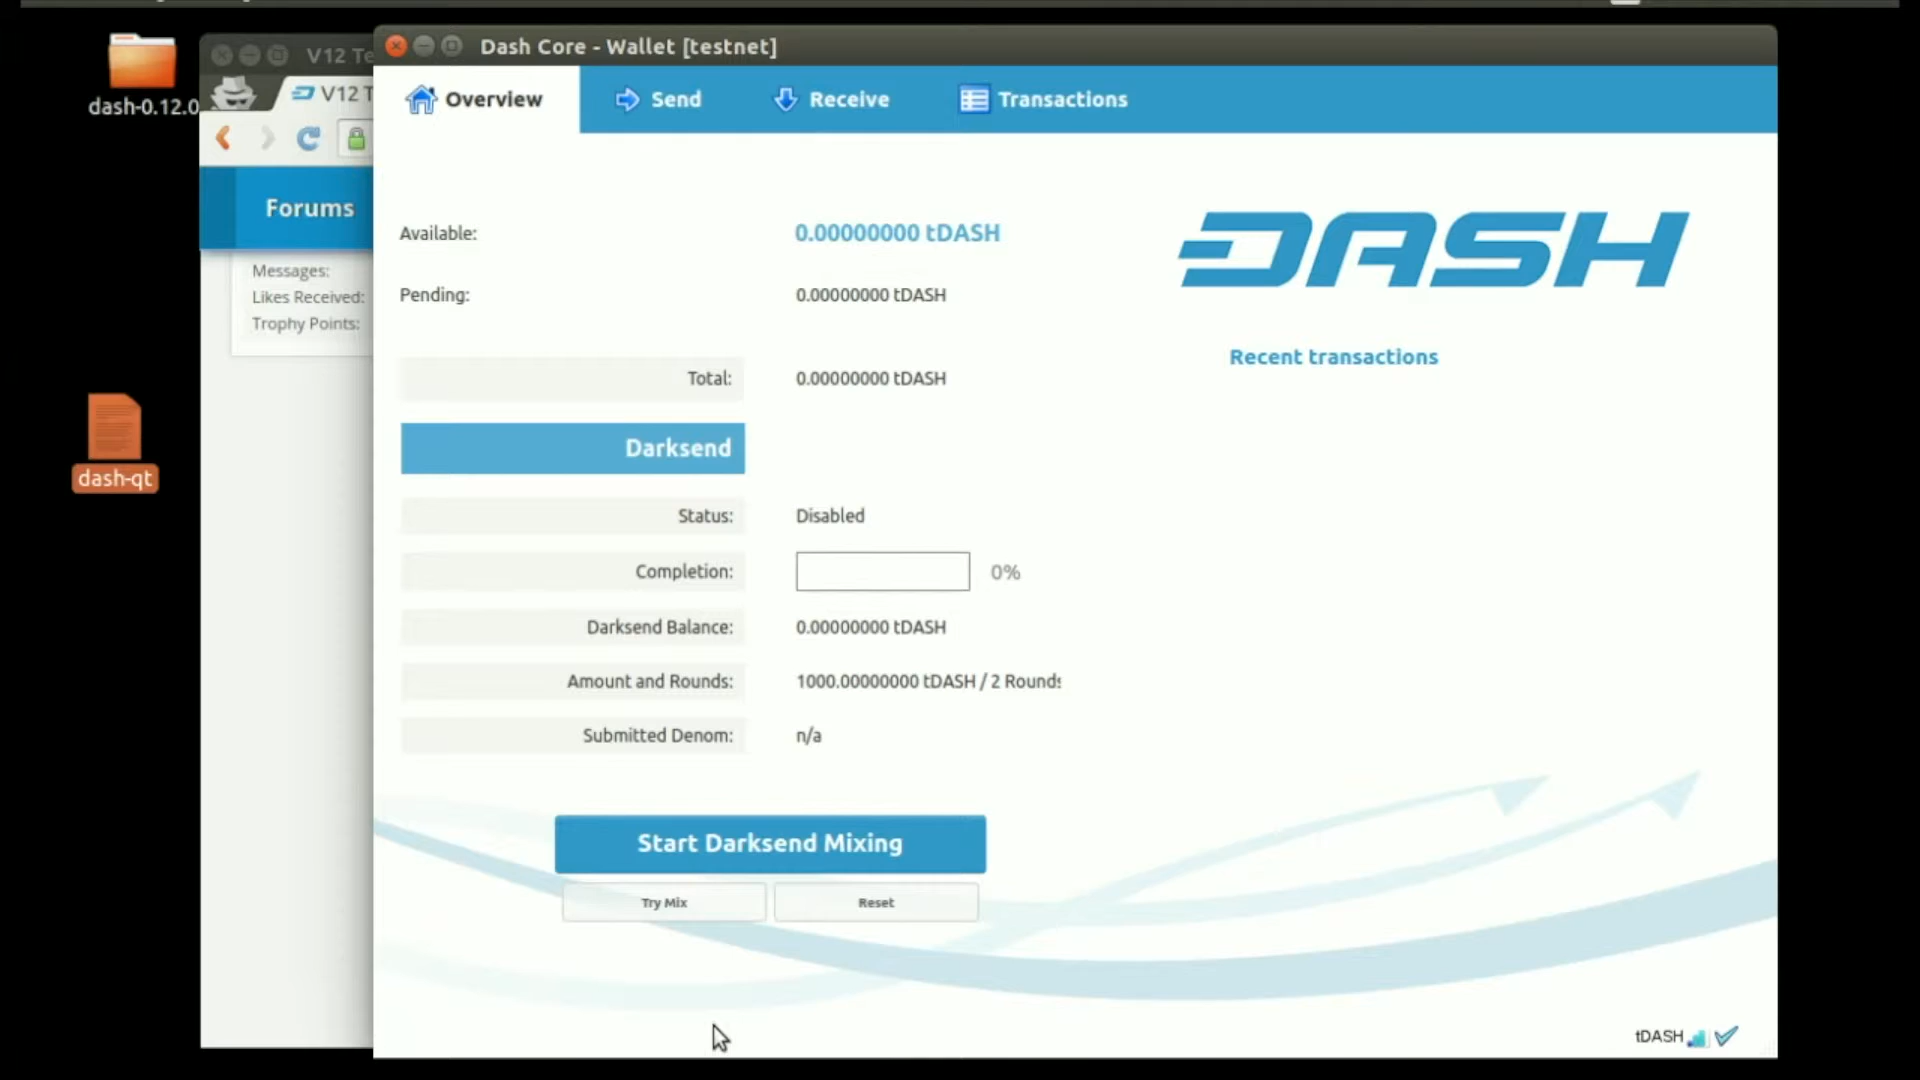 Dash Core - Wallet [testnet]
V12 Te
dash-0.12.0
V12 T
Overview
Send
Receive
Transactions
Forums
Messages:
Likes Received:
Trophy Points:
dash-qt
Available:
0.00000000 tDASH
Pending:
0.00000000 tDASH
Total:
0.00000000 tDASH
Darksend
Status:
Disabled
Completion:
0%
Darksend Balance:
0.00000000 tDASH
Amount and Rounds:
1000.00000000 tDASH / 2 Rounds
Submitted Denom:
n/a
Start Darksend Mixing
Try Mix
Reset
DASH
Recent transactions
tDASH